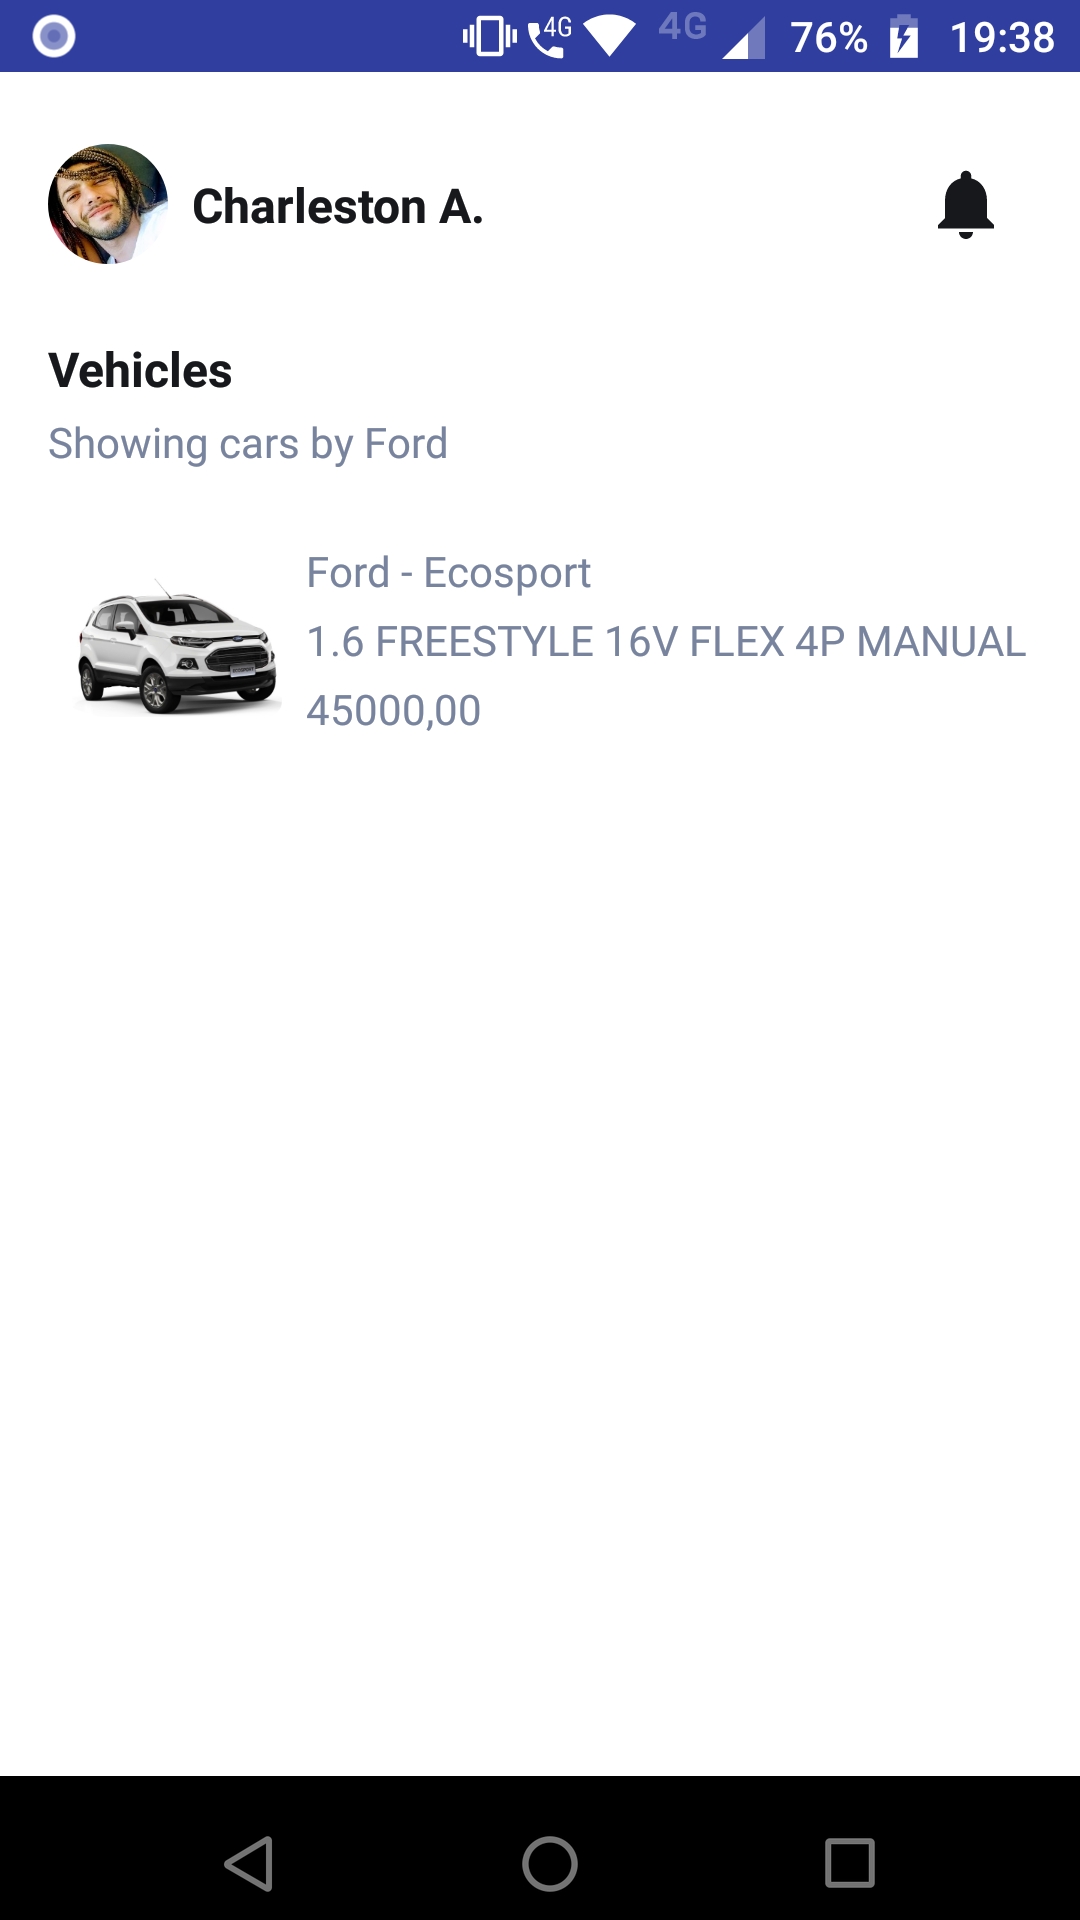 4G 4G 76% 19:38
Charleston A.
Vehicles
Showing cars by Ford
Ford - Ecosport
1.6 FREESTYLE 16V FLEX 4P MANUAL
45000,00